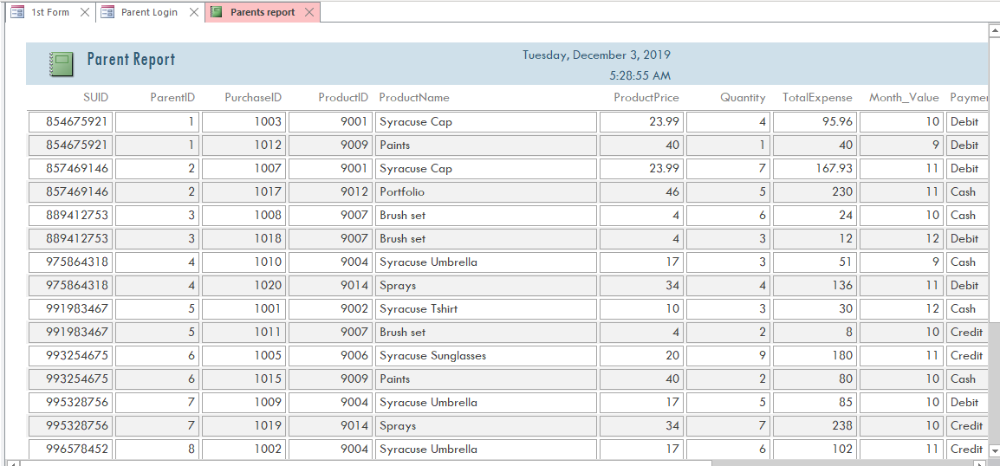 1st Form Parent Login Parents report
Parent Report Tuesday, December 3, 2019
5:28:55 AM
SUID ParentID PurchaseID ProductID ProductName ProductPrice Quantity TotalExpense Month_Value Paymen
854675921 1 1003 9001 Syracuse Cap 23.99 4 95.96 10 Debit
854675921 1 1012 9009 Paints 40 1 40 9 Debit
857469146 2 1007 9001 Syracuse Cap 23.99 7 167.93 11 Debit
857469146 2 1017 9012 Portfolio 46 5 230 11 Cash
889412753 3 1008 9007 Brush set 4 6 24 10 Cash
889412753 3 1018 9007 Brush set 4 3 12 12 Debit
975864318 4 1010 9004 Syracuse Umbrella 17 3 51 9 Cash
975864318 4 1020 9014 Sprays 34 4 136 11 Debit
991983467 5 1001 9002 Syracuse Tshirt 10 3 30 12 Cash
991983467 5 1011 9007 Brush set 4 2 8 10 Credit
993254675 6 1005 9006 Syracuse Sunglasses 20 9 180 11 Credit
993254675 6 1015 9009 Paints 40 2 80 10 Cash
995328756 7 1009 9004 Syracuse Umbrella 17 5 85 10 Debit
995328756 7 1019 9014 Sprays 34 7 238 10 Credit
996578452 8 1002 9004 Syracuse Umbrella 17 6 102 11 Credit